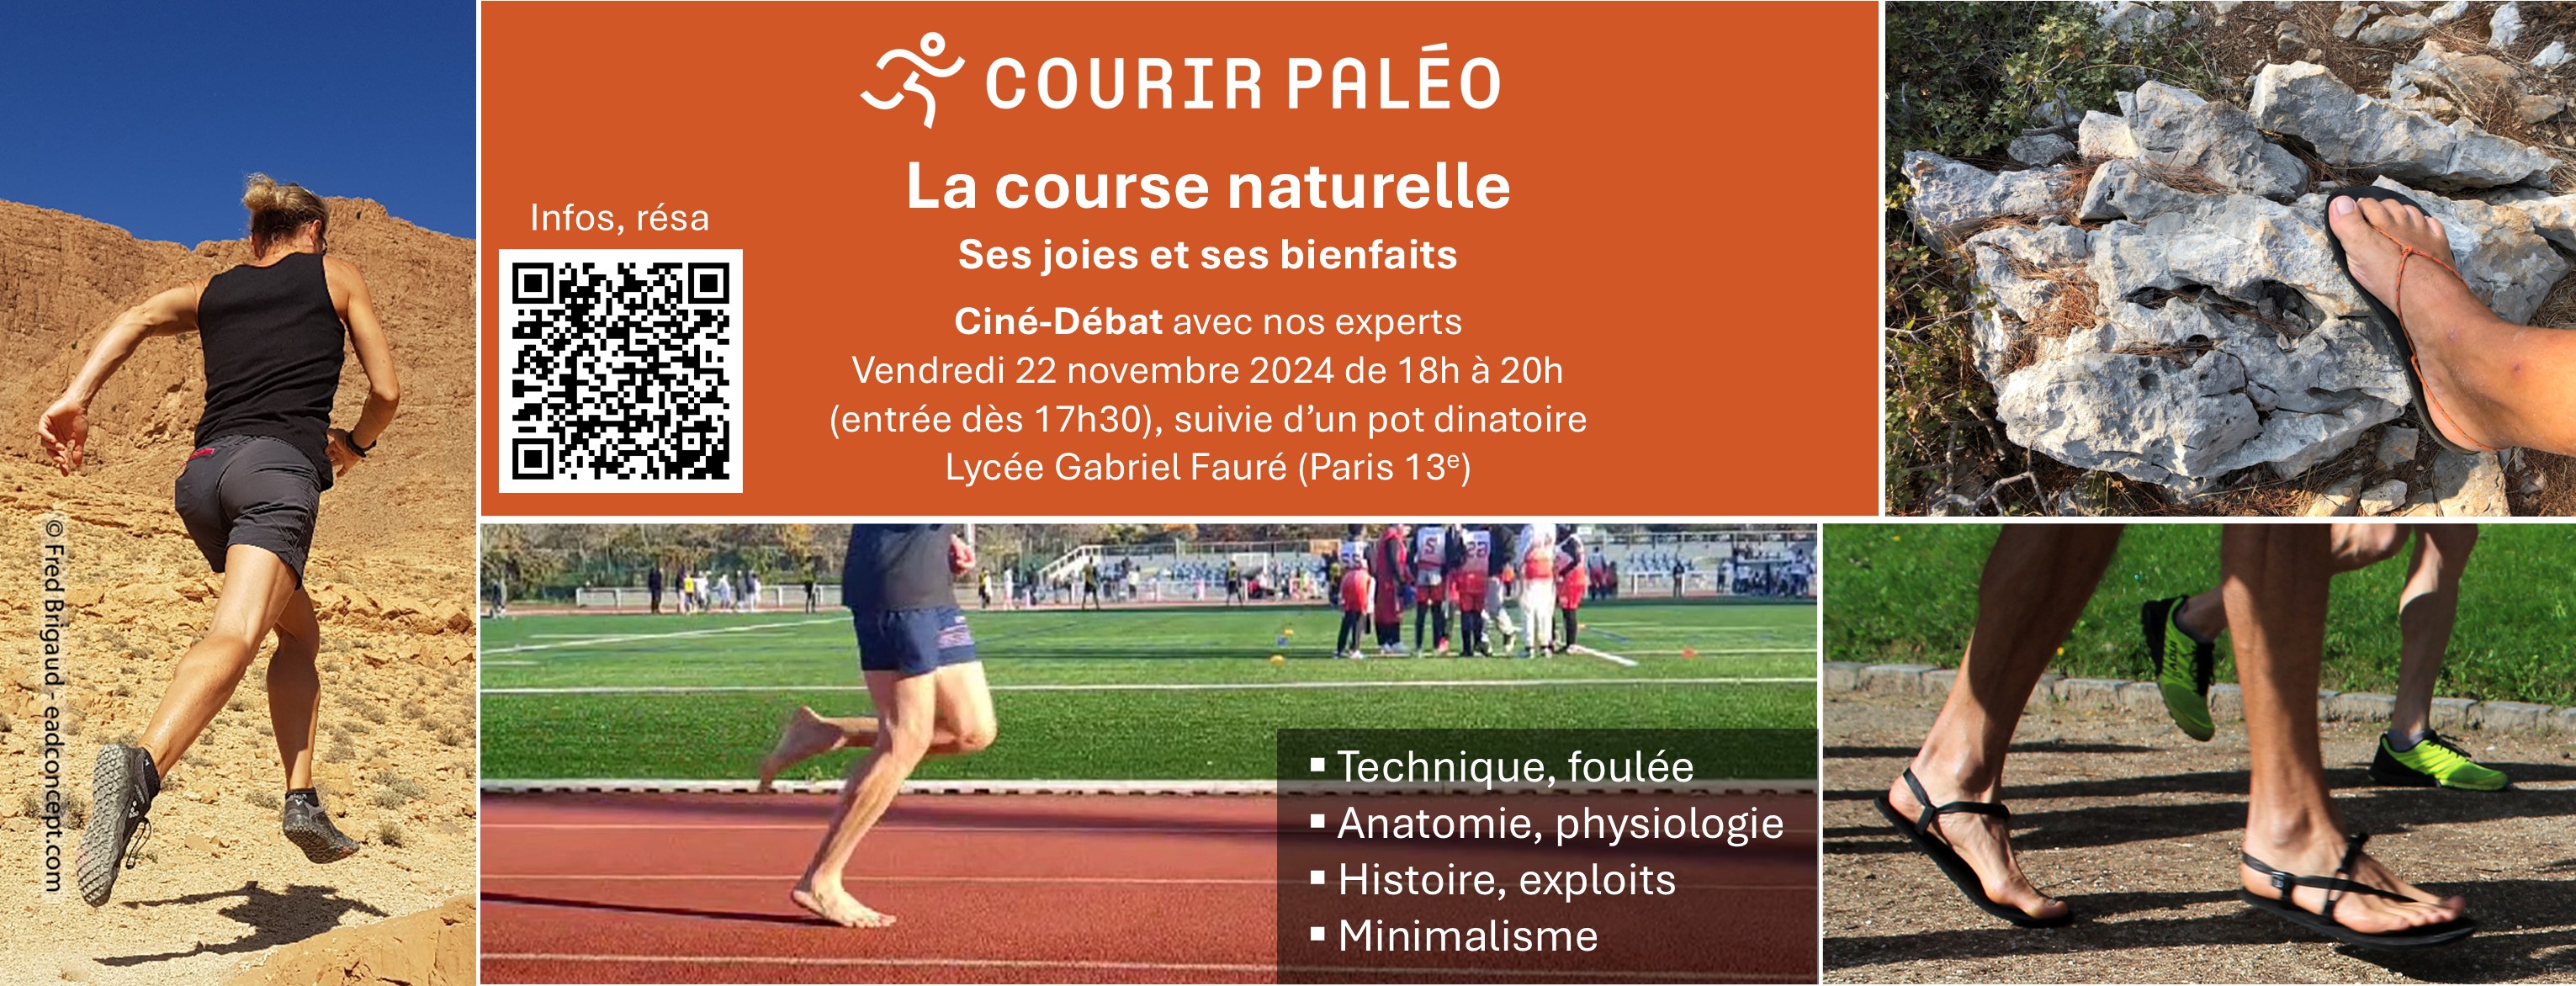 COURIR PALÉO
La course naturelle
Ses joies et ses bienfaits
Infos, résa
Ciné-Débat avec nos experts
Vendredi 22 novembre 2024 de 18h à 20h
(entrée dès 17h30), suivie d’un pot dinatoire
Lycée Gabriel Fauré (Paris 13ᵉ)
© Fred Brigaud - eadconcept.com
▪ Technique, foulée
▪ Anatomie, physiologie
▪ Histoire, exploits
▪ Minimalisme